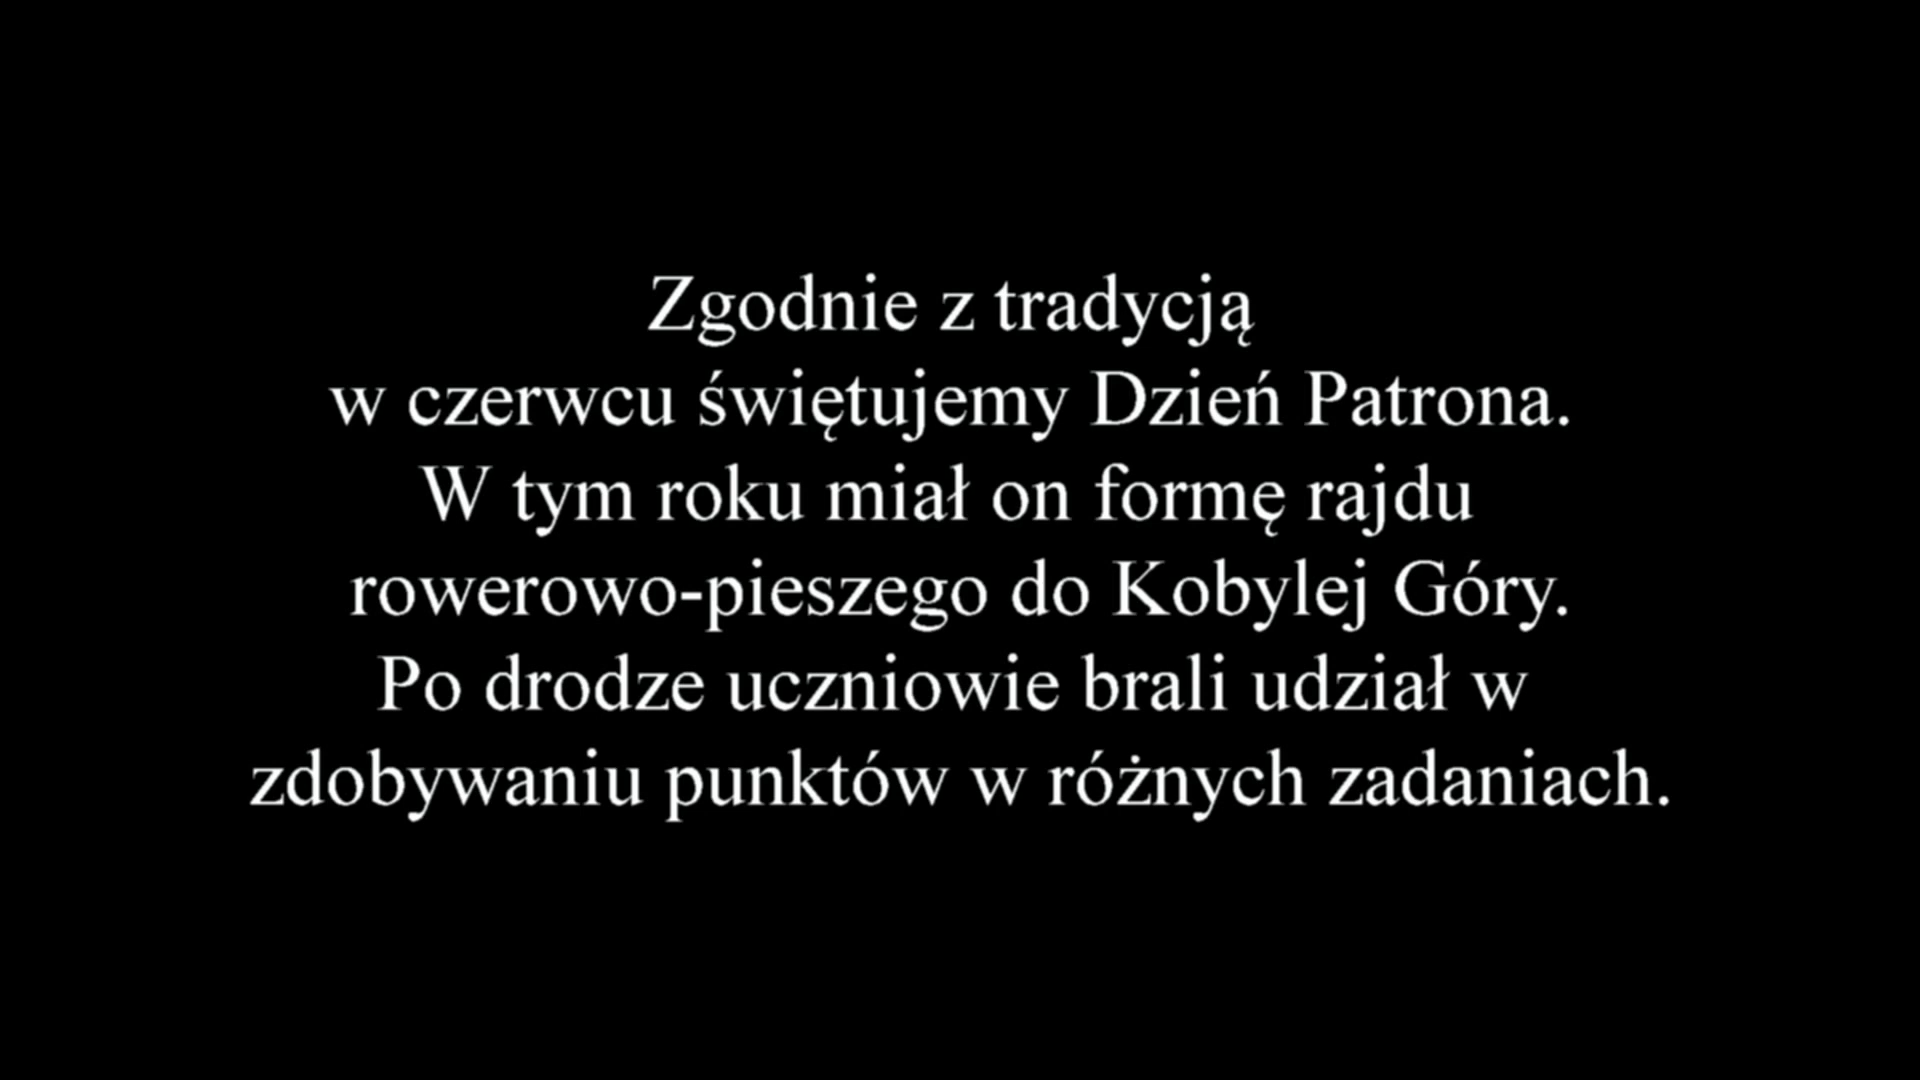 Zgodnie z tradycją
w czerwcu świętujemy Dzień Patrona.
W tym roku miał on formę rajdu
rowerowo-pieszego do Kobylej Góry.
Po drodze uczniowie brali udział w
zdobywaniu punktów w różnych zadaniach.